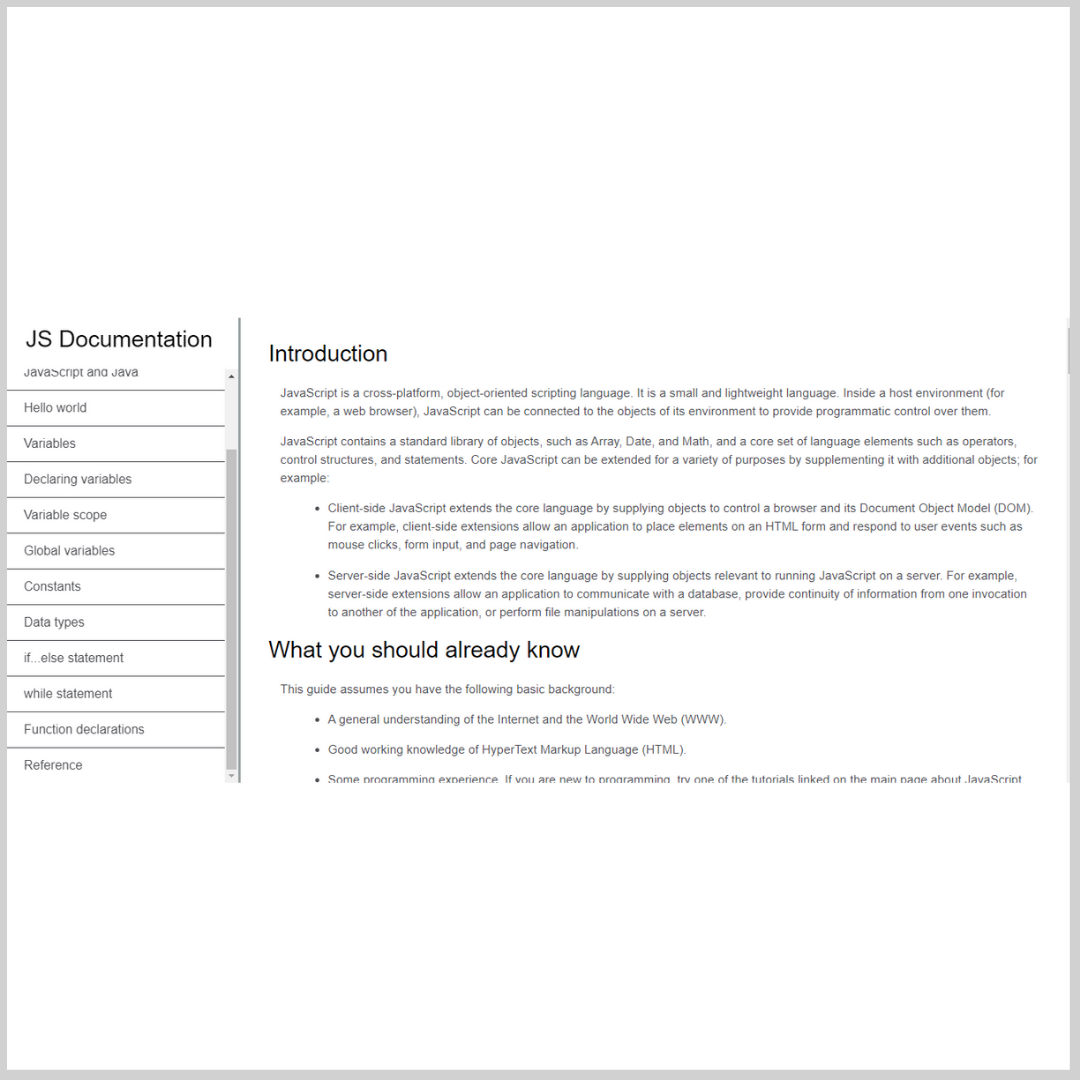 JS Documentation
JavaScript and Java
Hello world
Variables
Declaring variables
Variable scope
Global variables
Constants
Data types
if...else statement
while statement
Function declarations
Reference
Introduction
JavaScript is a cross-platform, object-oriented scripting language. It is a small and lightweight language. Inside a host environment (for
example, a web browser), JavaScript can be connected to the objects of its environment to provide programmatic control over them.
JavaScript contains a standard library of objects, such as Array, Date, and Math, and a core set of language elements such as operators,
control structures, and statements. Core JavaScript can be extended for a variety of purposes by supplementing it with additional objects; for
example:
• Client-side JavaScript extends the core language by supplying objects to control a browser and its Document Object Model (DOM).
For example, client-side extensions allow an application to place elements on an HTML form and respond to user events such as
mouse clicks, form input, and page navigation.
• Server-side JavaScript extends the core language by supplying objects relevant to running JavaScript on a server. For example,
server-side extensions allow an application to communicate with a database, provide continuity of information from one invocation
to another of the application, or perform file manipulations on a server.
What you should already know
This guide assumes you have the following basic background:
• A general understanding of the Internet and the World Wide Web (WWW).
• Good working knowledge of HyperText Markup Language (HTML).
• Some programming experience. If you are new to programming, try one of the tutorials linked on the main page about JavaScript